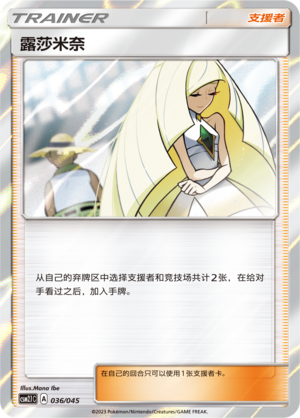 TRAINER 支援者
露莎米奈
从自己的弃牌区中选择支援者和竞技场共计2张，在给对
手看过之后，加入手牌。
在自己的回合只可以使用1张支援者卡。
Illus.Mana Ibe
CSM2.1 C A 036/045
©2023 Pokémon/Nintendo/Creatures/GAME FREAK.